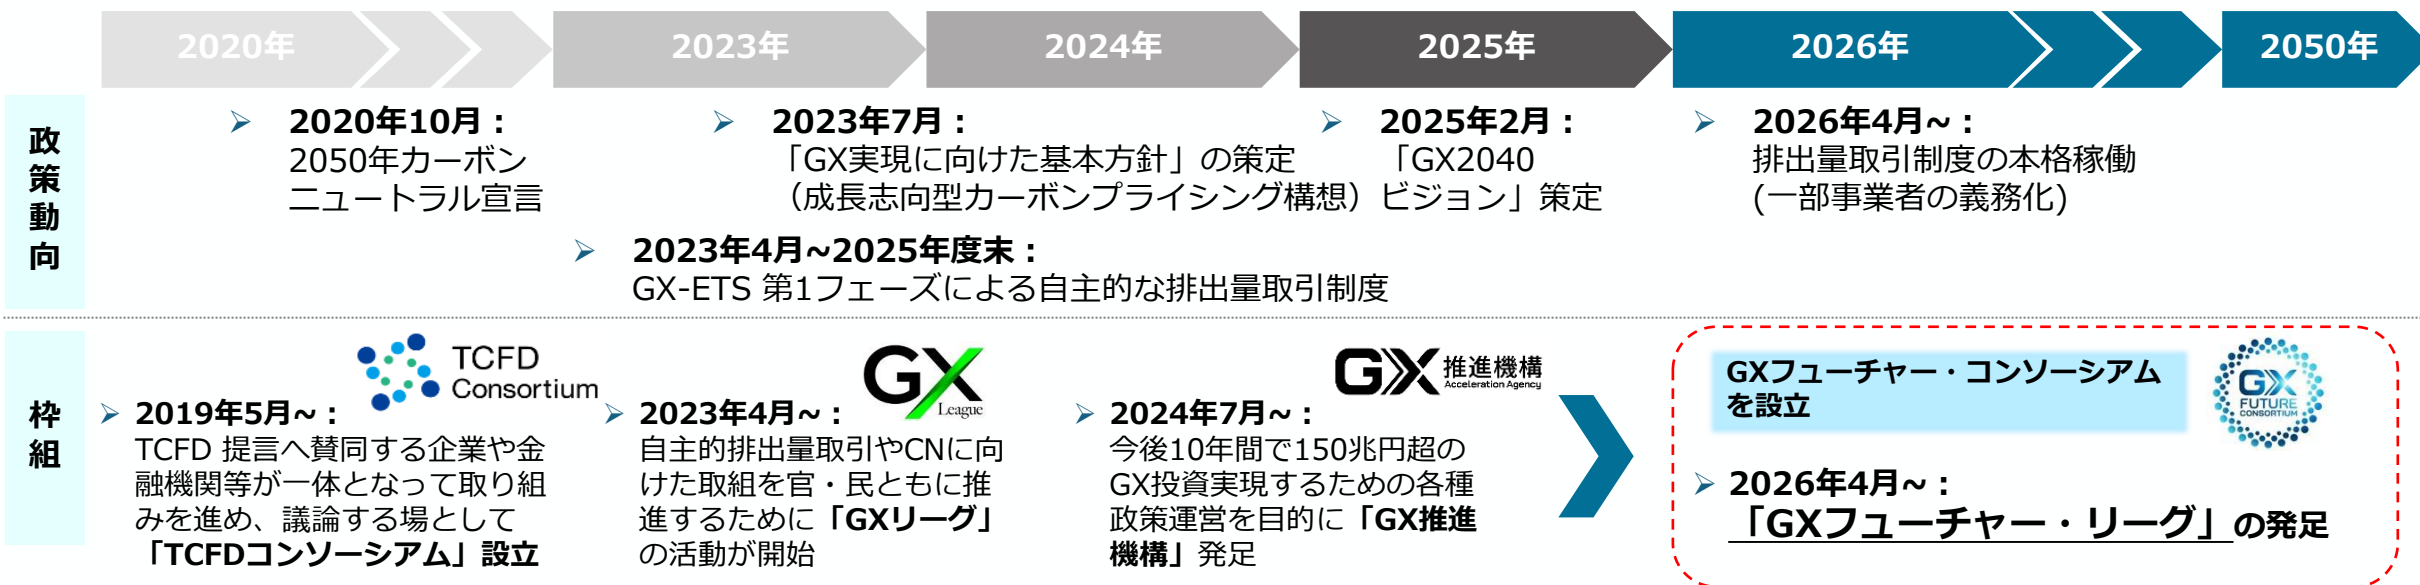 2020年
2023年
2024年
2025年
2026年
2050年
政策動向
➢ 2020年10月：
2050年カーボン
ニュートラル宣言
➢ 2023年7月：
「GX実現に向けた基本方針」の策定
（成長志向型カーボンプライシング構想）
➢ 2025年2月：
「GX2040
ビジョン」策定
➢ 2026年4月~：
排出量取引制度の本格稼働
(一部事業者の義務化)
➢ 2023年4月~2025年度末：
GX-ETS 第1フェーズによる自主的な排出量取引制度
枠組
TCFD
Consortium
➢ 2019年5月~：
TCFD 提言へ賛同する企業や金
融機関等が一体となって取り組
みを進め、議論する場として
「TCFDコンソーシアム」設立
GX
League
➢ 2023年4月~：
自主的排出量取引やCNに向
けた取組を官・民ともに推
進するために「GXリーグ」
の活動が開始
GX 推進機構
Acceleration Agency
➢ 2024年7月~：
今後10年間で150兆円超の
GX投資実現するための各種
政策運営を目的に「GX推進
機構」発足
GXフューチャー・コンソーシアム
を設立
GX
FUTURE
CONSORTIUM
➢ 2026年4月~：
「GXフューチャー・リーグ」の発足